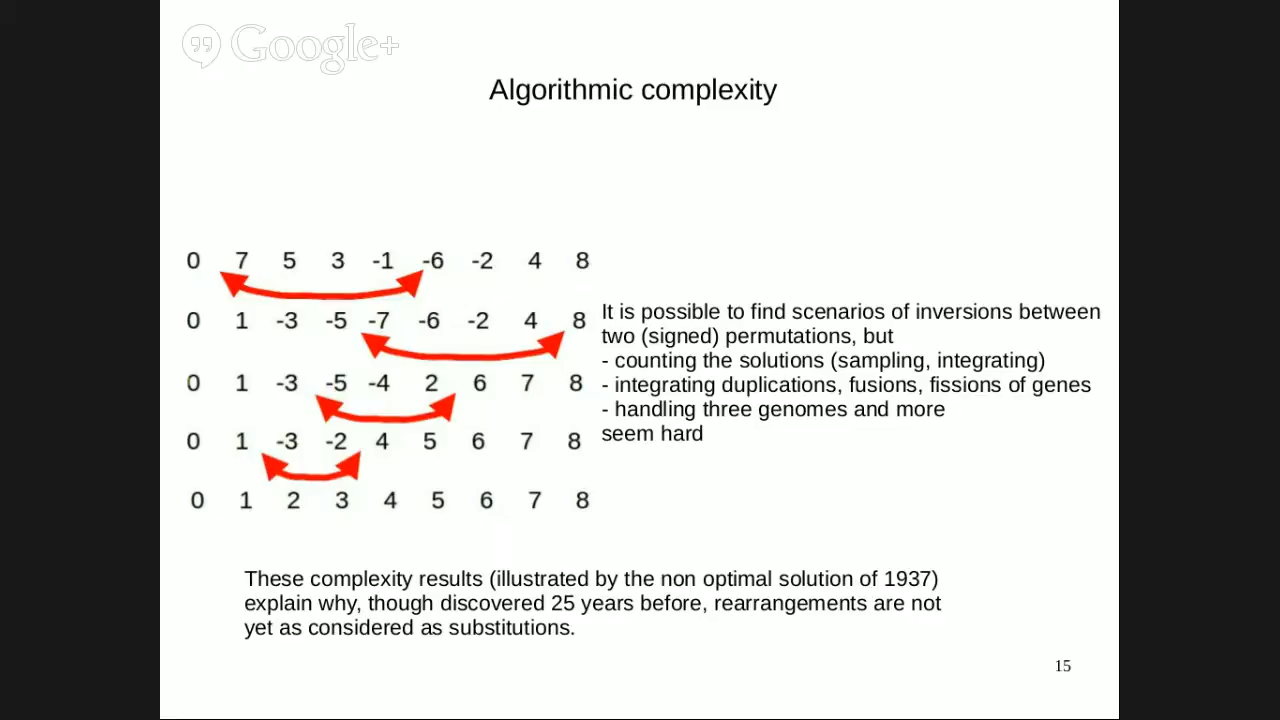 Google+
Algorithmic complexity
0 7 5 3 -1 -6 -2 4 8
0 1 -3 -5 -7 -6 -2 4 8
0 1 -3 -5 -4 2 6 7 8
0 1 -3 -2 4 5 6 7 8
0 1 2 3 4 5 6 7 8
It is possible to find scenarios of inversions between
two (signed) permutations, but
- counting the solutions (sampling, integrating)
- integrating duplications, fusions, fissions of genes
- handling three genomes and more
seem hard
These complexity results (illustrated by the non optimal solution of 1937)
explain why, though discovered 25 years before, rearrangements are not
yet as considered as substitutions.
15